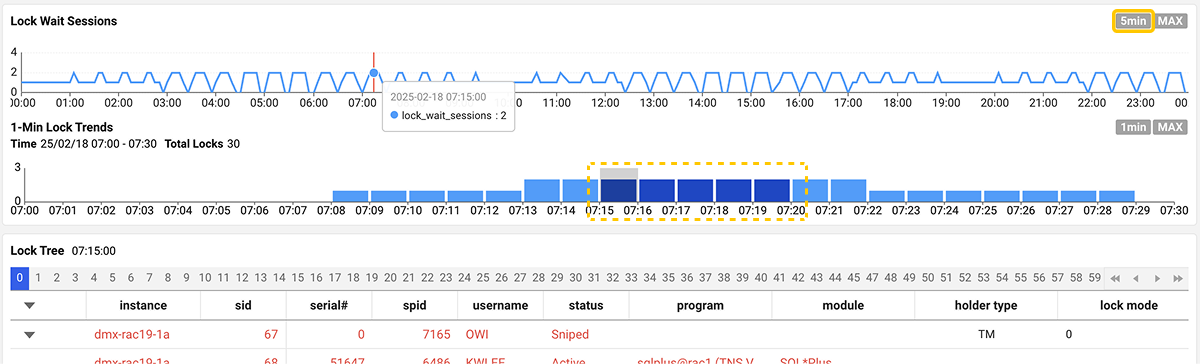 Lock Wait Sessions
5min MAX
4
2
0
00:00 01:00 02:00 03:00 04:00 05:00 06:00 07:00 10:00 11:00 12:00 13:00 14:00 15:00 16:00 17:00 18:00 19:00 20:00 21:00 22:00 23:00 00
2025-02-18 07:15:00
lock_wait_sessions : 2
1-Min Lock Trends
1min MAX
Time 25/02/18 07:00 - 07:30 Total Locks 30
3
0
07:00 07:01 07:02 07:03 07:04 07:05 07:06 07:07 07:08 07:09 07:10 07:11 07:12 07:13 07:14 07:15 07:16 07:17 07:18 07:19 07:20 07:21 07:22 07:23 07:24 07:25 07:26 07:27 07:28 07:29 07:30
Lock Tree 07:15:00
0 1 2 3 4 5 6 7 8 9 10 11 12 13 14 15 16 17 18 19 20 21 22 23 24 25 26 27 28 29 30 31 32 33 34 35 36 37 38 39 40 41 42 43 44 45 46 47 48 49 50 51 52 53 54 55 56 57 58 59
instance sid serial# spid username status program module holder type lock mode
dmx-rac19-1a 67 0 7165 OWI Sniped TM 0
dmx-rac19-1a 68 51647 6486 KWLEE Active sqlplus@rac1 (TNS V SQL*Plus